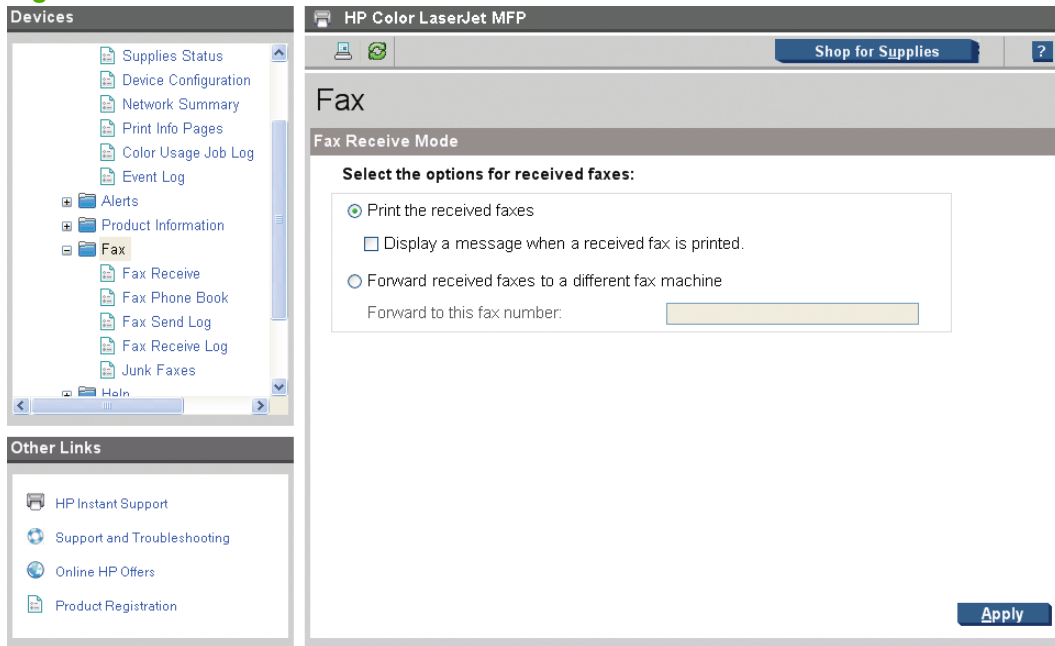 Devices
Supplies Status
Device Configuration
Network Summary
Print Info Pages
Color Usage Job Log
Event Log
Alerts
Product Information
Fax
Fax Receive
Fax Phone Book
Fax Send Log
Fax Receive Log
Junk Faxes
Help
Other Links
HP Instant Support
Support and Troubleshooting
Online HP Offers
Product Registration
HP Color LaserJet MFP
Shop for Supplies
?
Fax
Fax Receive Mode
Select the options for received faxes:
Print the received faxes
Display a message when a received fax is printed.
Forward received faxes to a different fax machine
Forward to this fax number:
Apply